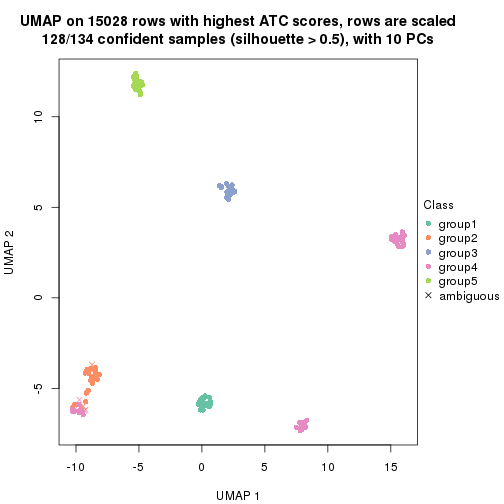 UMAP on 15028 rows with highest ATC scores, rows are scaled
128/134 confident samples (silhouette > 0.5), with 10 PCs
10
5
0
-5
UMAP 2
-10
-5
0
5
10
15
UMAP 1
Class
group1
group2
group3
group4
group5
ambiguous